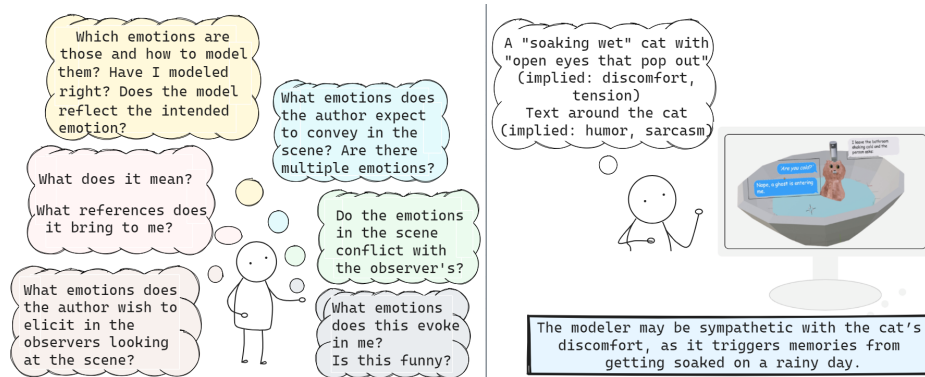 Which emotions are
those and how to model
them? Have I modeled
right? Does the model
reflect the intended
emotion?
What emotions does
the author expect
to convey in the
scene? Are there
multiple emotions?
What does it mean?
What references does
it bring to me?
Do the emotions
in the scene
conflict with
the observer's?
What emotions does
the author wish to
elicit in the
observers looking
at the scene?
What emotions
does this evoke
in me?
Is this funny?
A "soaking wet" cat with
"open eyes that pop out"
(implied: discomfort,
tension)
Text around the cat
(implied: humor, sarcasm)
I leave the bathroom
shaking cold and the
Are you cold?
Nope, a ghost is entering
me.
The modeler may be sympathetic with the cat's
discomfort, as it triggers memories from
getting soaked on a rainy day.